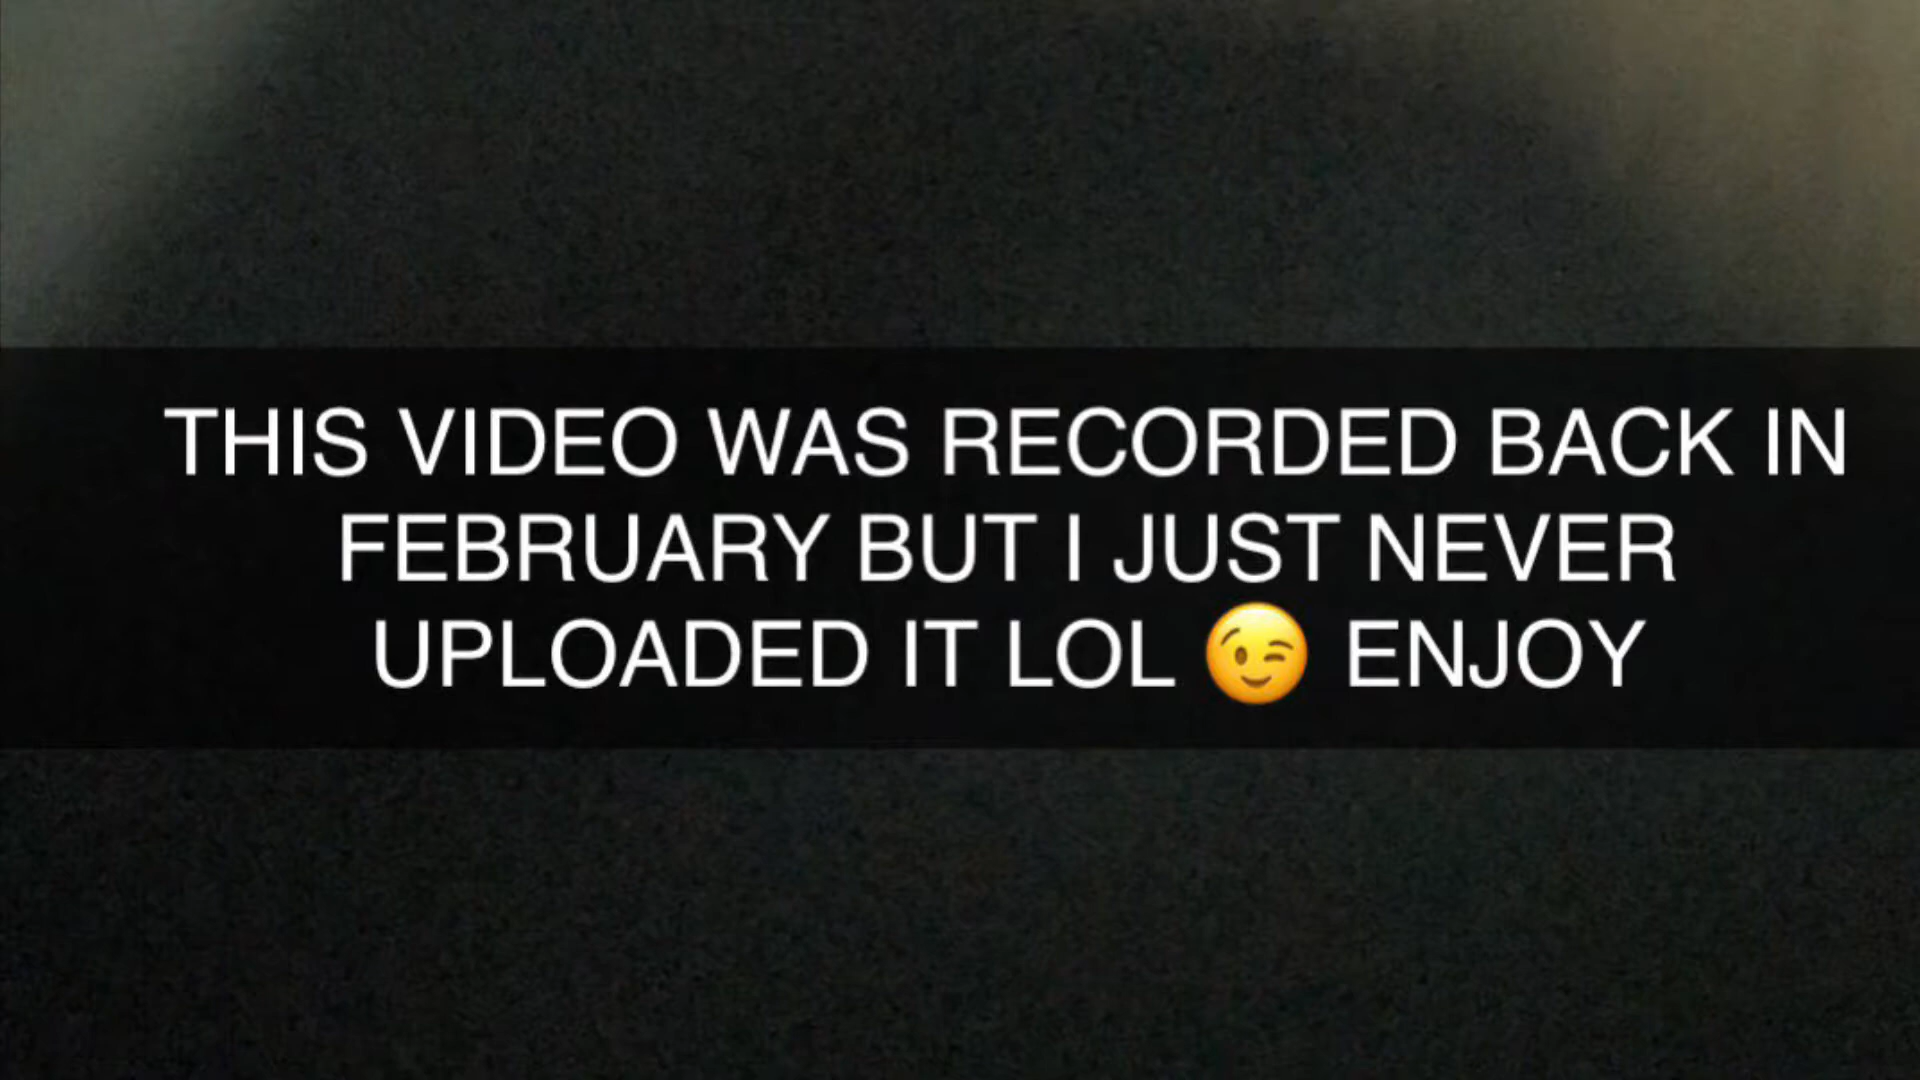 THIS VIDEO WAS RECORDED BACK IN
FEBRUARY BUT I JUST NEVER
UPLOADED IT LOL 😉 ENJOY